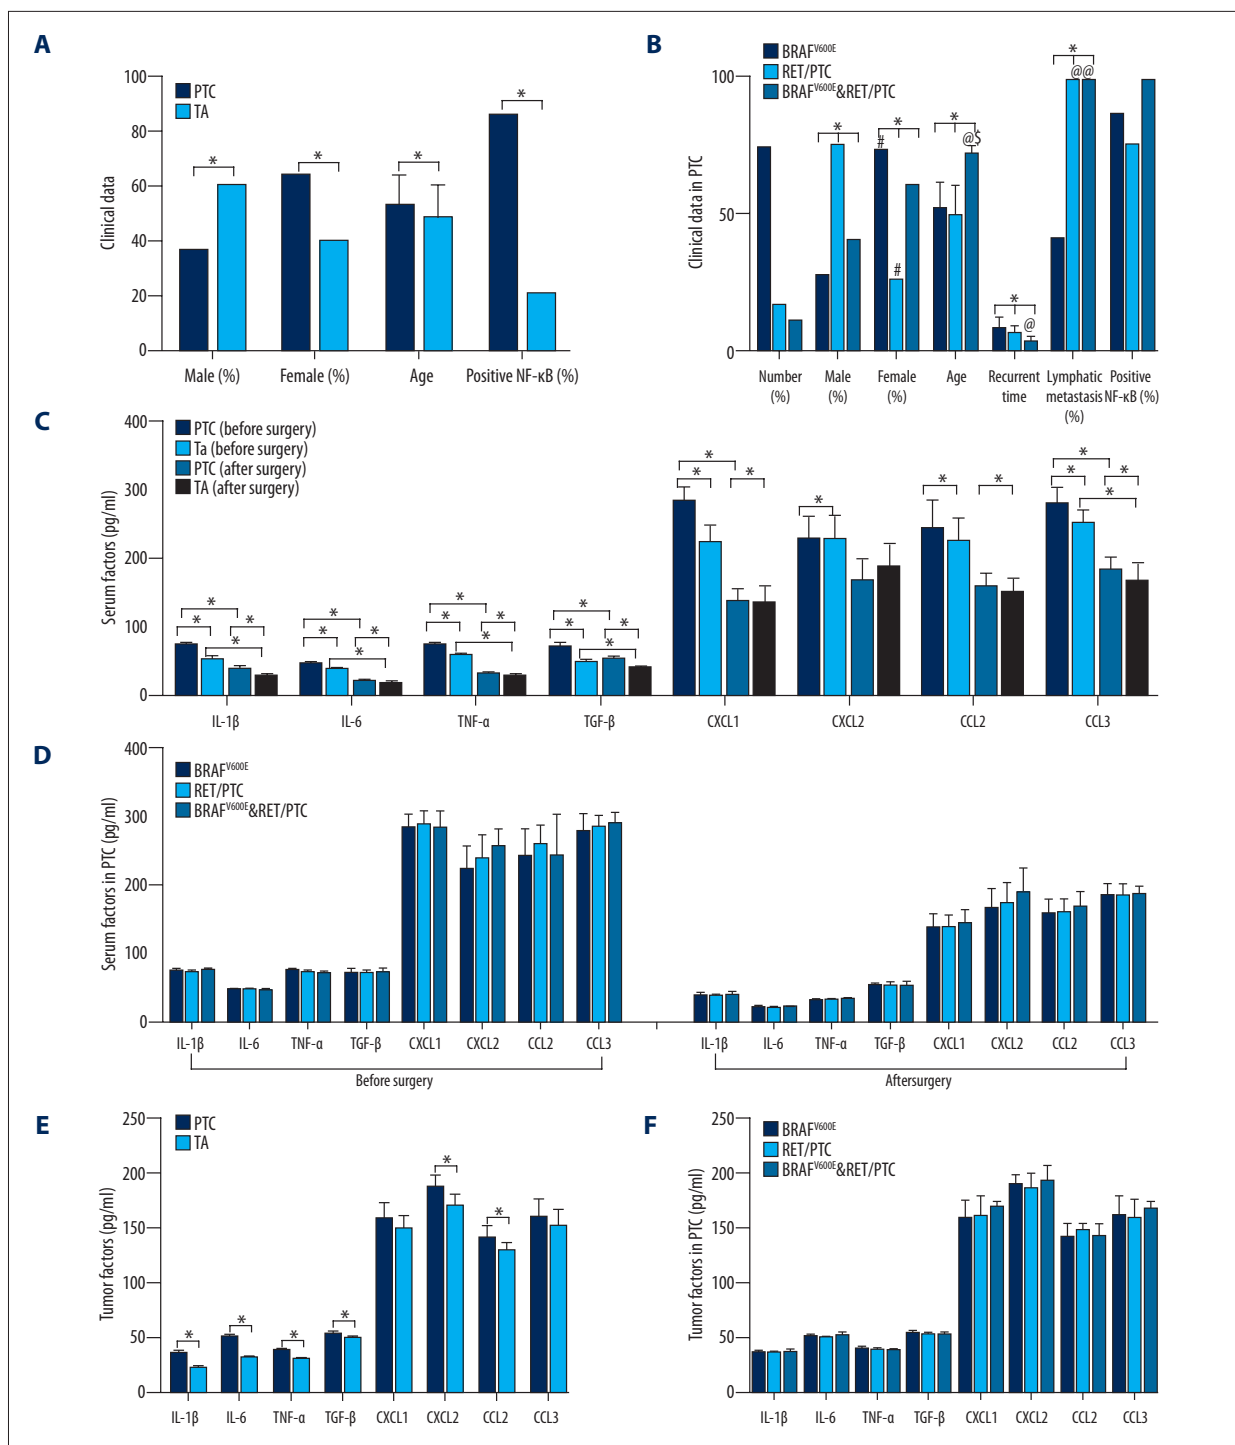 A
PTC
TA
Clinical data
100
80
60
40
20
0
* * * *
Male (%) Female (%) Age Positive NF-κB (%)
B
BRAFV600E
RET/PTC
BRAFV600E&RET/PTC
Clinical data in PTC
100
50
0
* * * * *
# # @$ @ @@
Number (%) Male (%) Female (%) Age Recurrent time Lymphatic metastasis (%) Positive NF-κB (%)
C
PTC (before surgery)
Ta (before surgery)
PTC (after surgery)
TA (after surgery)
Serum factors (pg/ml)
400
300
200
100
0
* * * *
* * * *
* * * *
* * * *
* * *
*
* *
* * * *
IL-1β IL-6 TNF-α TGF-β CXCL1 CXCL2 CCL2 CCL3
D
BRAFV600E
RET/PTC
BRAFV600E&RET/PTC
Serum factors in PTC (pg/ml)
400
300
200
100
0
IL-1β IL-6 TNF-α TGF-β CXCL1 CXCL2 CCL2 CCL3
Before surgery
IL-1β IL-6 TNF-α TGF-β CXCL1 CXCL2 CCL2 CCL3
Aftersurgery
E
PTC
TA
Tumor factors (pg/ml)
250
200
150
100
50
0
* * * * * *
IL-1β IL-6 TNF-α TGF-β CXCL1 CXCL2 CCL2 CCL3
F
BRAFV600E
RET/PTC
BRAFV600E&RET/PTC
Tumor factors in PTC (pg/ml)
250
200
150
100
50
0
IL-1β IL-6 TNF-α TGF-β CXCL1 CXCL2 CCL2 CCL3